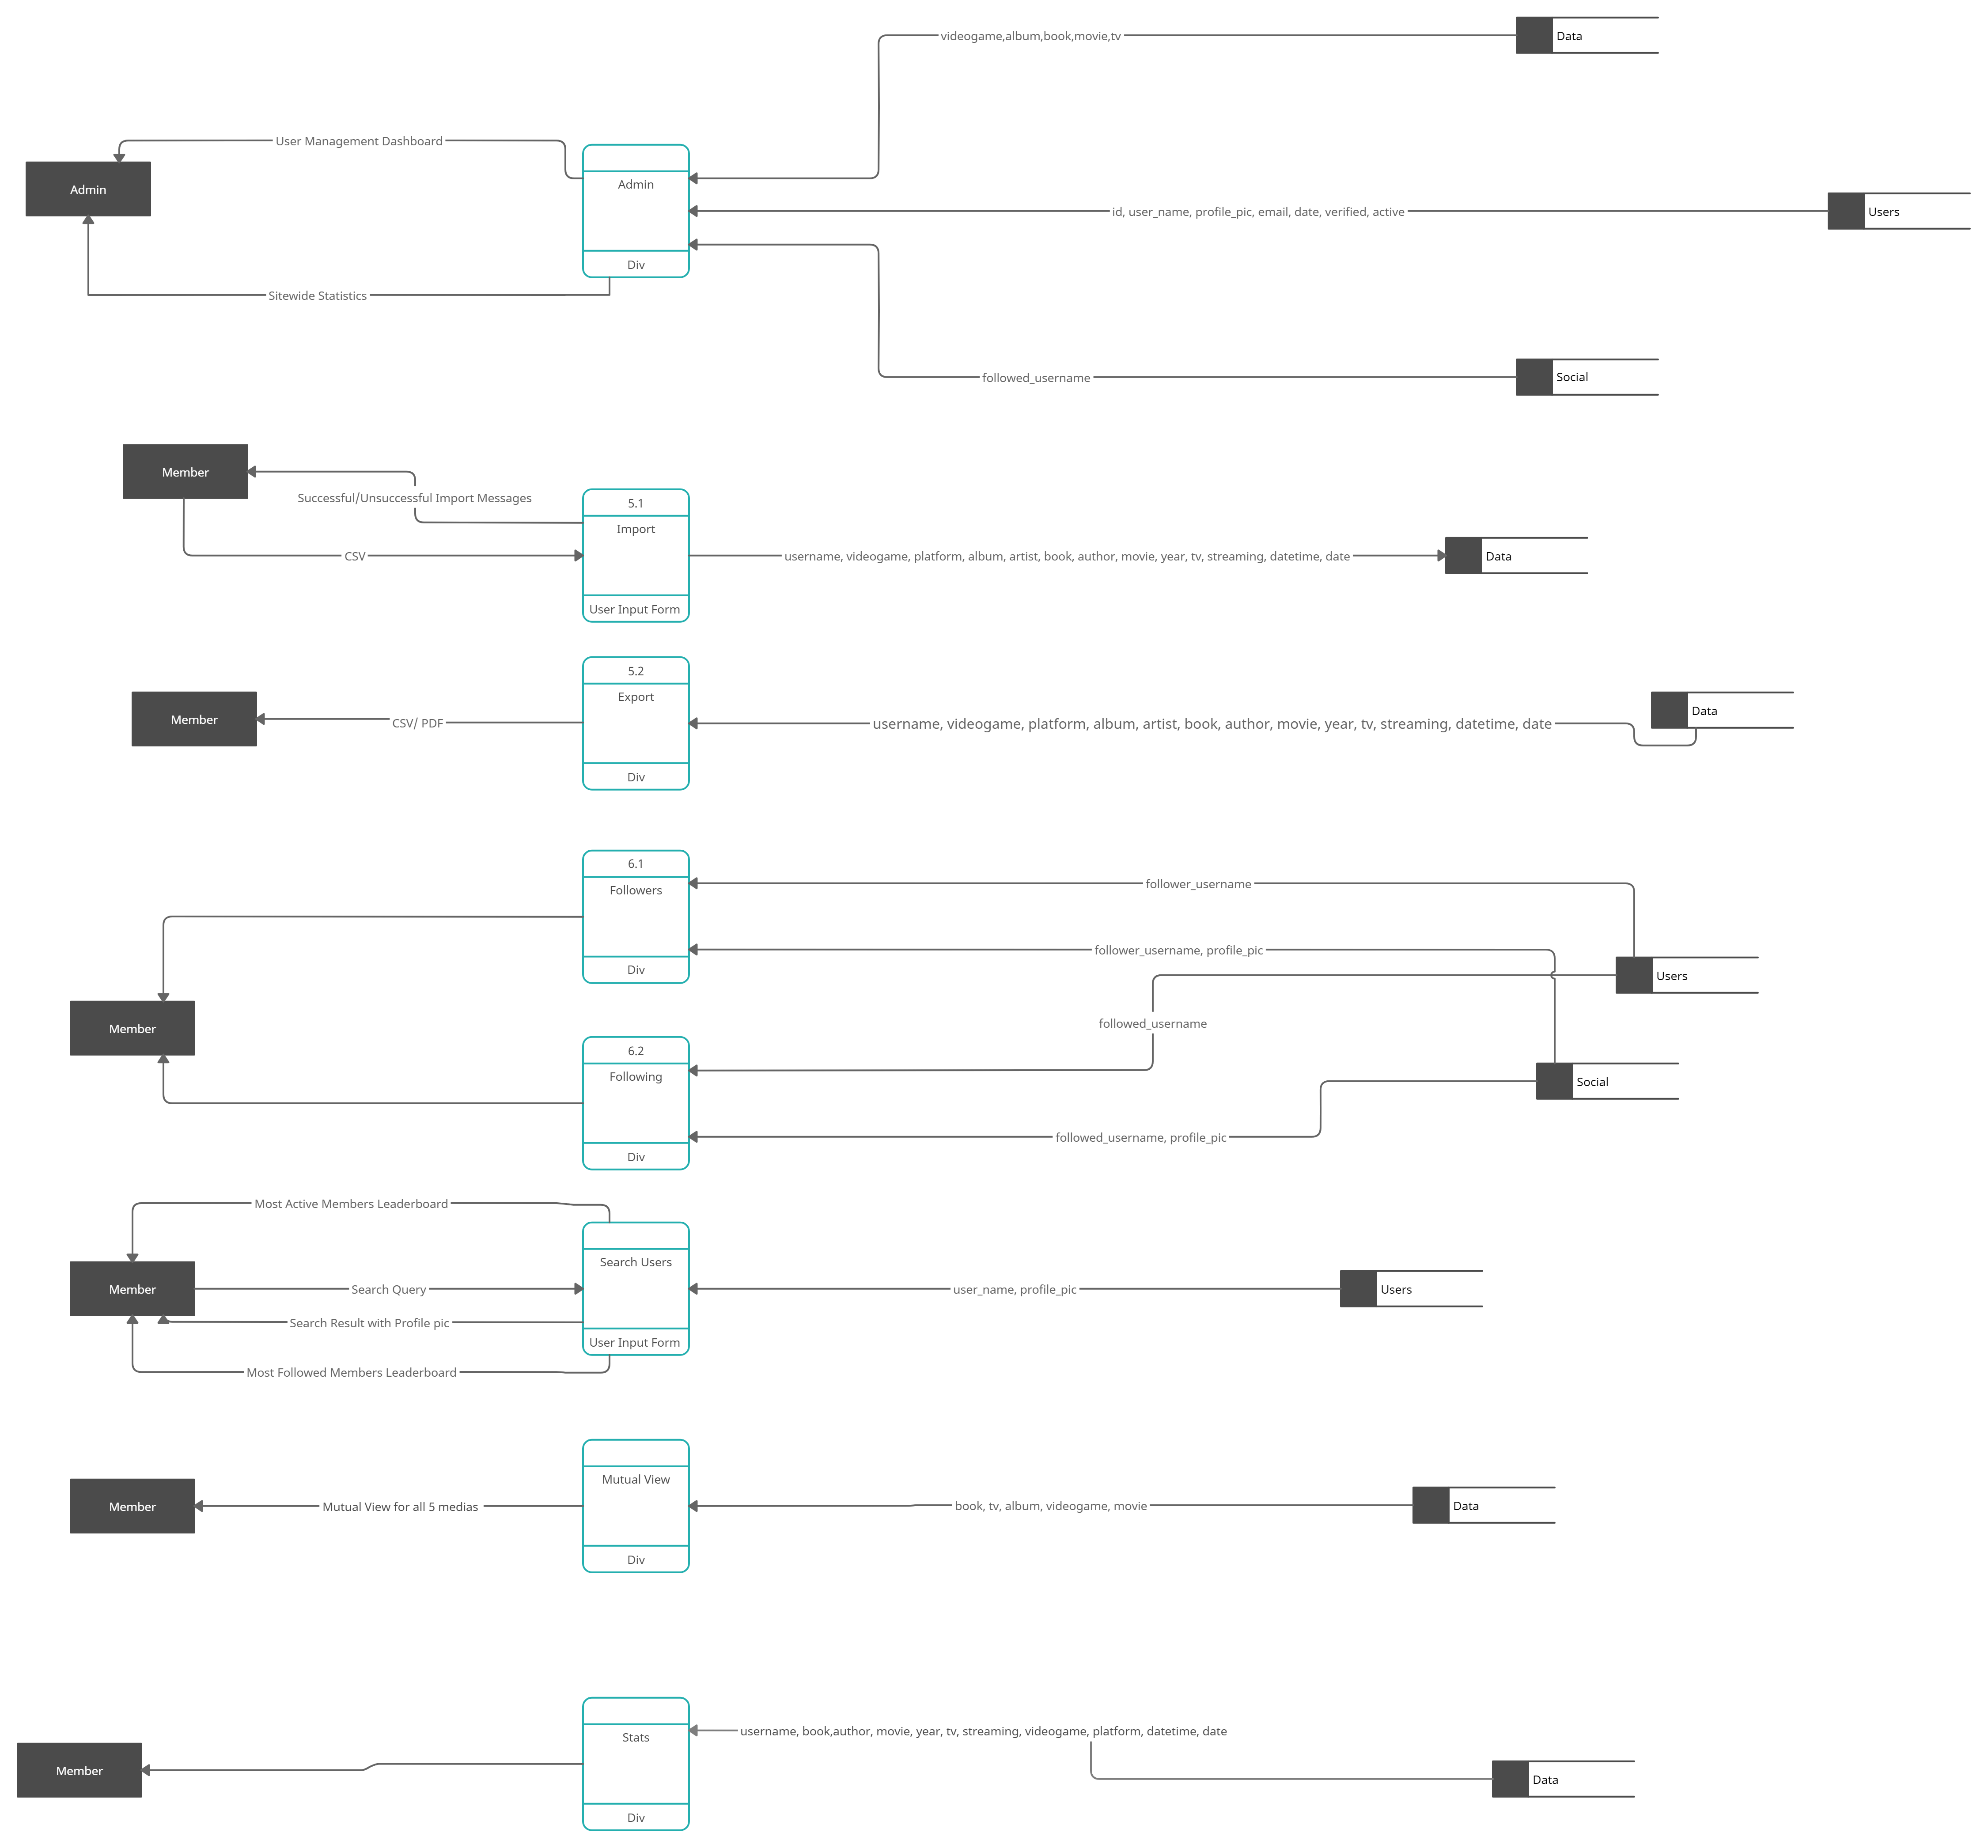 videogame,album,book,movie,tv
Data
User Management Dashboard
Admin
Admin
id, user_name, profile_pic, email, date, verified, active
Users
Div
Sitewide Statistics
followed_username
Social
Member
Successful/Unsuccessful Import Messages
5.1
Import
CSV
username, videogame, platform, album, artist, book, author, movie, year, tv, streaming, datetime, date
Data
User Input Form
5.2
Export
Member
CSV/ PDF
username, videogame, platform, album, artist, book, author, movie, year, tv, streaming, datetime, date
Data
Div
6.1
Followers
follower_username
follower_username, profile_pic
Div
Users
Member
followed_username
6.2
Following
Social
followed_username, profile_pic
Div
Most Active Members Leaderboard
Search Users
Member
Search Query
user_name, profile_pic
Users
Search Result with Profile pic
User Input Form
Most Followed Members Leaderboard
Mutual View
Member
Mutual View for all 5 medias
book, tv, album, videogame, movie
Data
Div
Stats
username, book,author, movie, year, tv, streaming, videogame, platform, datetime, date
Member
Data
Div